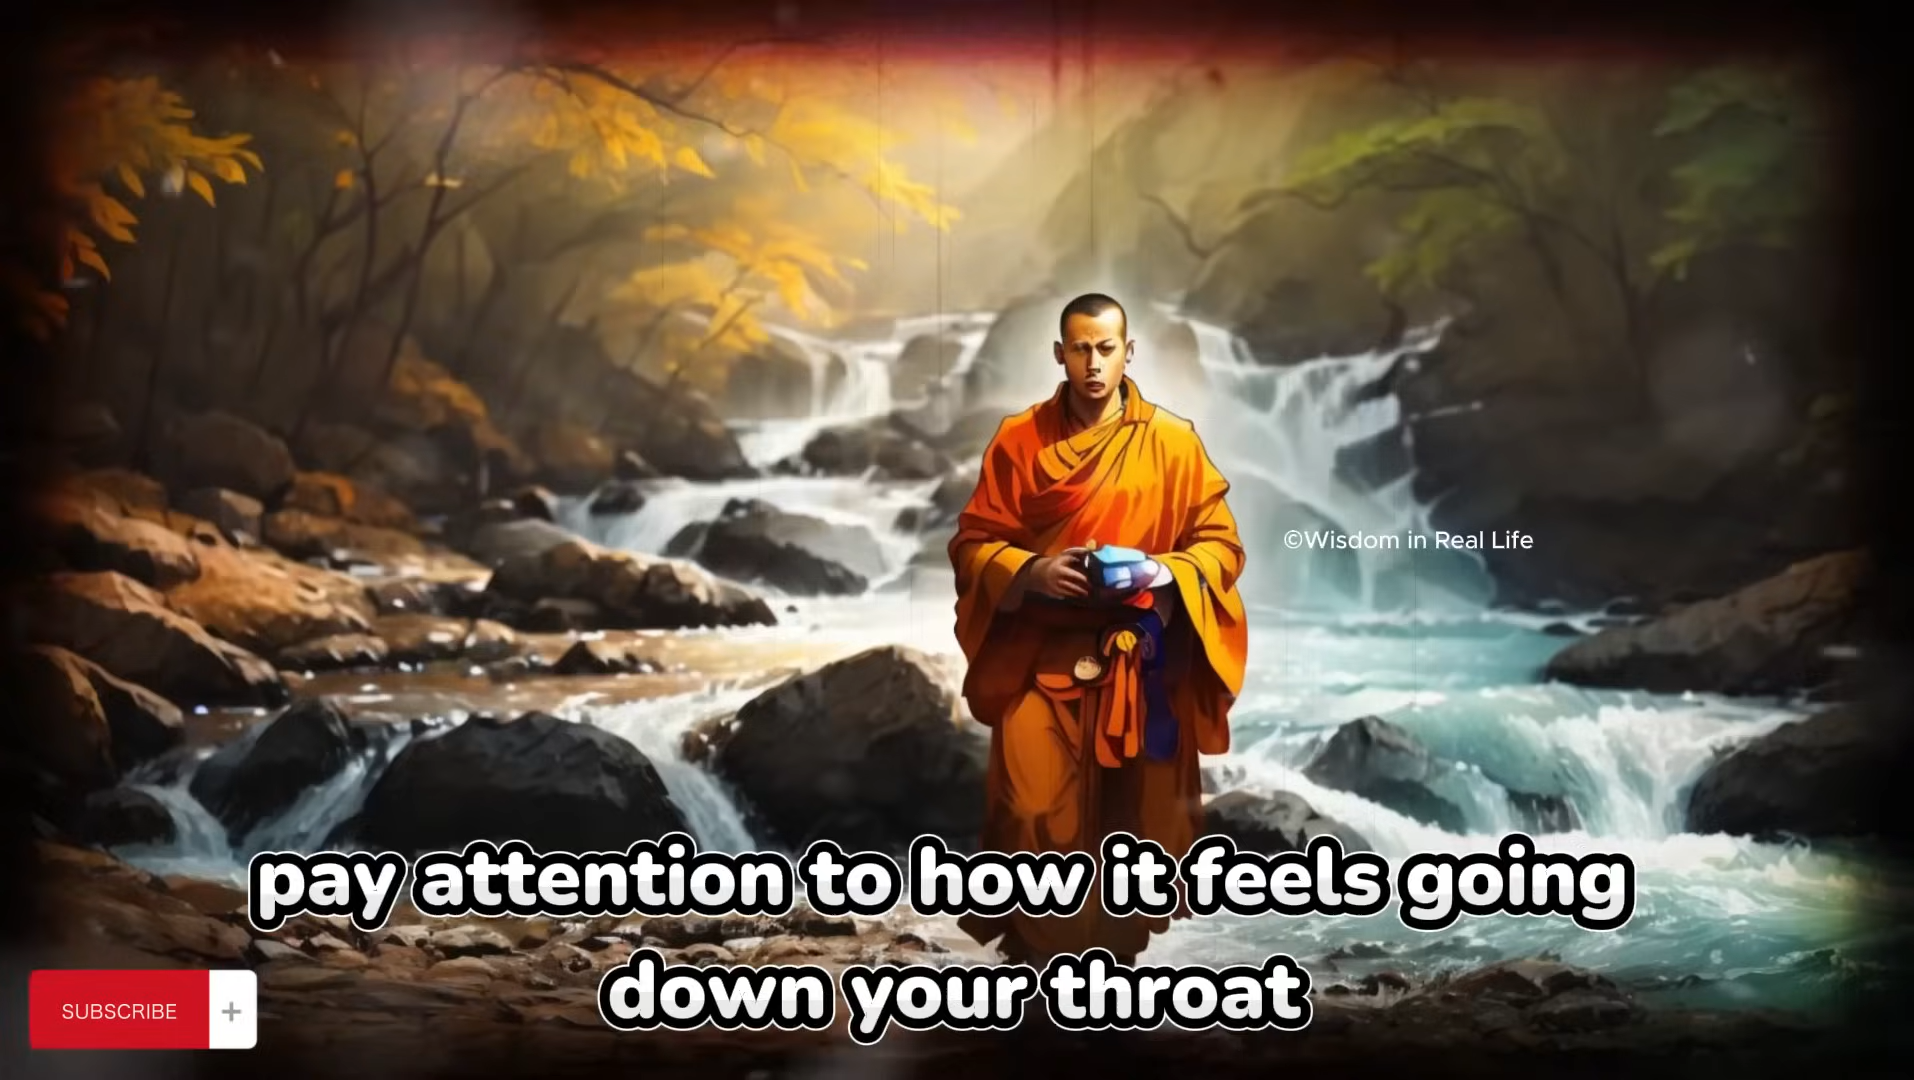 ©Wisdom in Real Life
pay attention to how it feels going
down your throat
SUBSCRIBE +